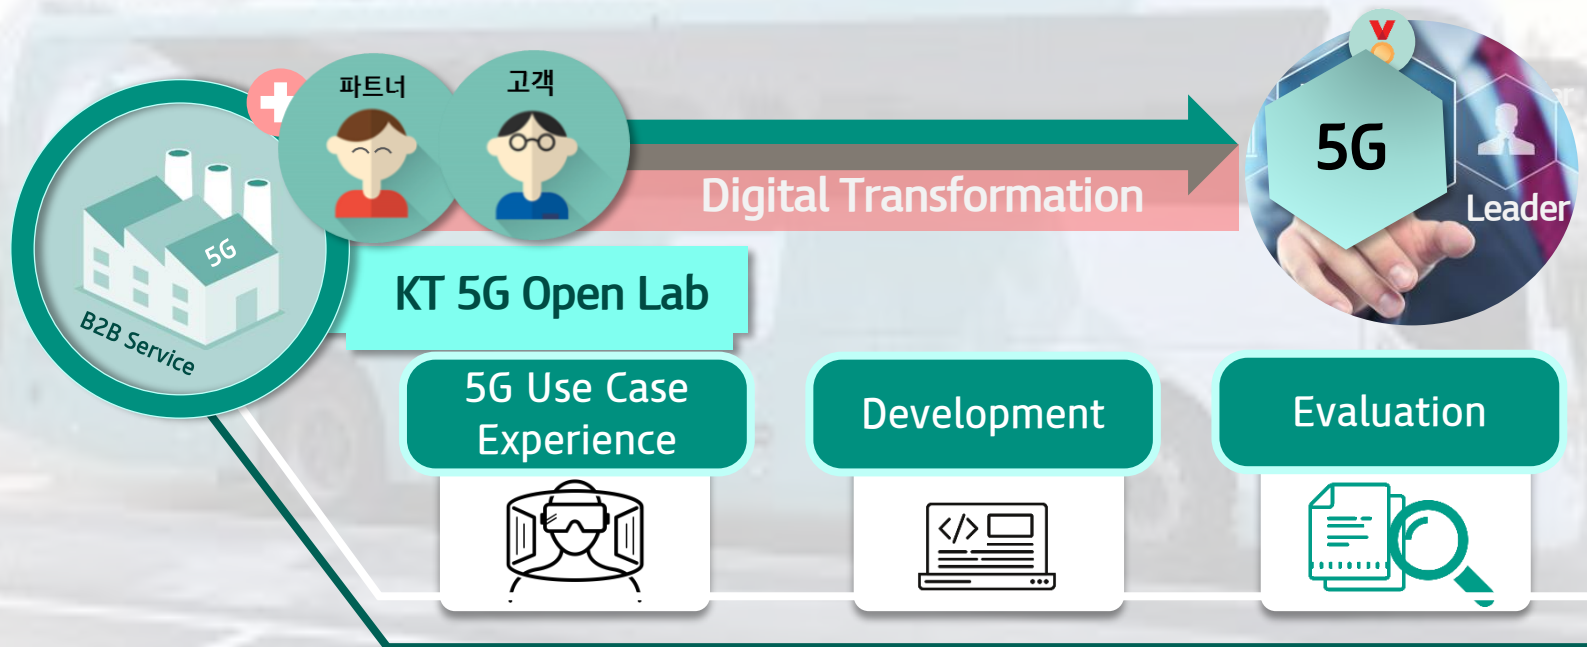 파트너
고객
5G
Digital Transformation
Leader
5G
B2B Service
KT 5G Open Lab
5G Use Case
Experience
Development
Evaluation